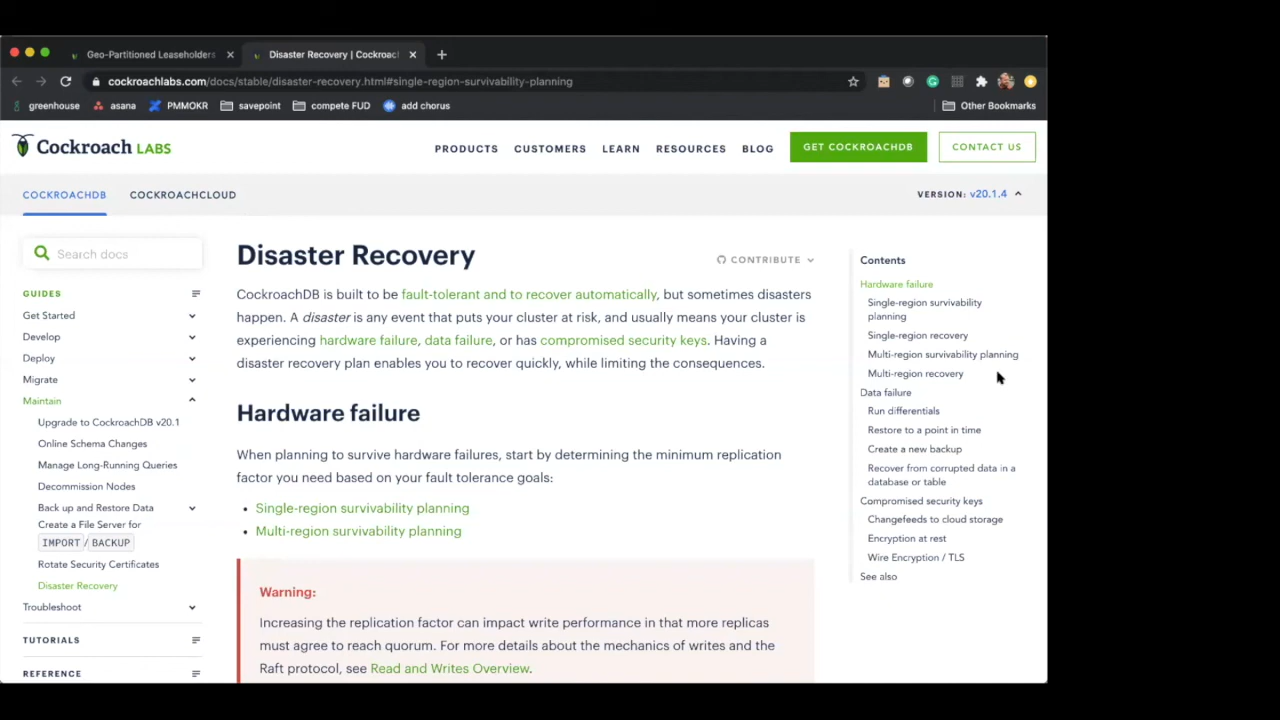 Geo-Partitioned Leaseholders
Disaster Recovery | Cockroac
cockroachlabs.com/docs/stable/disaster-recovery.html#single-region-survivability-planning
greenhouse asana PMMOKR savepoint compete FUD add chorus Other Bookmarks
Cockroach LABS
PRODUCTS CUSTOMERS LEARN RESOURCES BLOG GET COCKROACHDB CONTACT US
COCKROACHDB COCKROACHCLOUD VERSION: v20.1.4
Search docs
GUIDES
Get Started
Develop
Deploy
Migrate
Maintain
Upgrade to CockroachDB v20.1
Online Schema Changes
Manage Long-Running Queries
Decommission Nodes
Back up and Restore Data
Create a File Server for
IMPORT / BACKUP
Rotate Security Certificates
Disaster Recovery
Troubleshoot
TUTORIALS
REFERENCE
Disaster Recovery
CONTRIBUTE
CockroachDB is built to be fault-tolerant and to recover automatically, but sometimes disasters
happen. A disaster is any event that puts your cluster at risk, and usually means your cluster is
experiencing hardware failure, data failure, or has compromised security keys. Having a
disaster recovery plan enables you to recover quickly, while limiting the consequences.
Hardware failure
When planning to survive hardware failures, start by determining the minimum replication
factor you need based on your fault tolerance goals:
• Single-region survivability planning
• Multi-region survivability planning
Warning:
Increasing the replication factor can impact write performance in that more replicas
must agree to reach quorum. For more details about the mechanics of writes and the
Raft protocol, see Read and Writes Overview.
Contents
Hardware failure
Single-region survivability
planning
Single-region recovery
Multi-region survivability planning
Multi-region recovery
Data failure
Run differentials
Restore to a point in time
Create a new backup
Recover from corrupted data in a
database or table
Compromised security keys
Changefeeds to cloud storage
Encryption at rest
Wire Encryption / TLS
See also